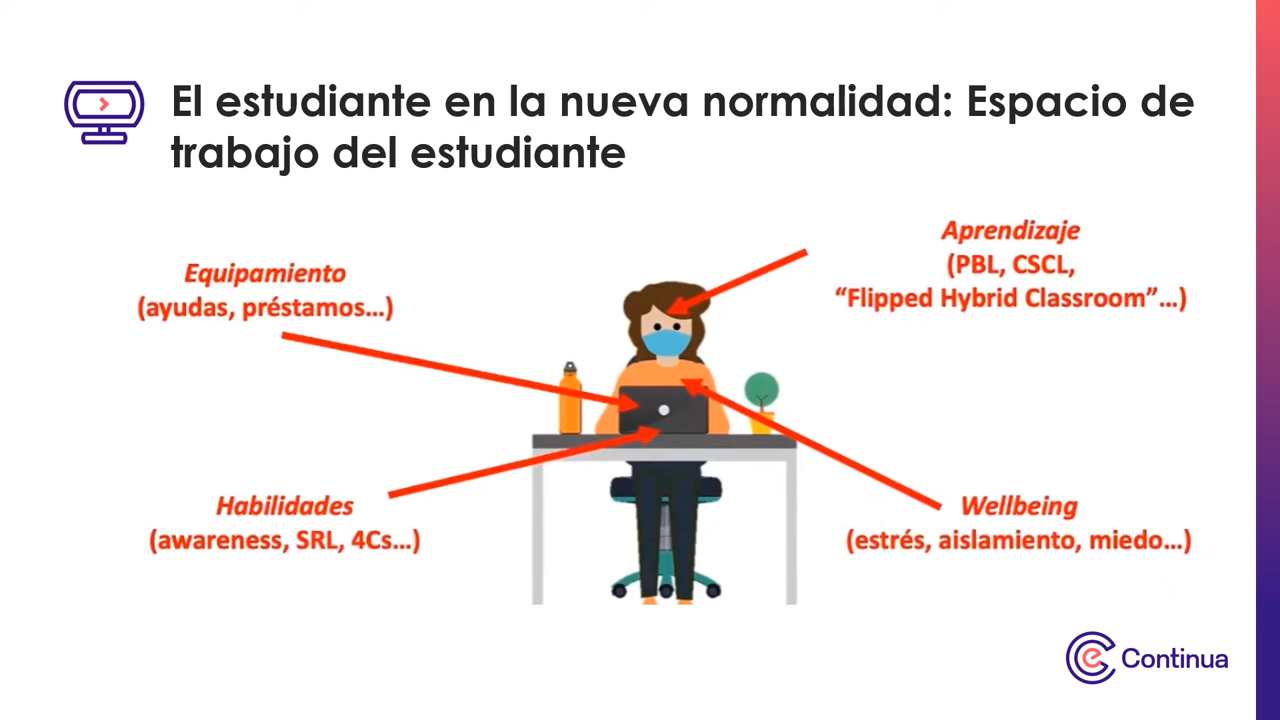 El estudiante en la nueva normalidad: Espacio de
trabajo del estudiante
Equipamiento
(ayudas, préstamos...)
Aprendizaje
(PBL, CSCL,
“Flipped Hybrid Classroom”...)
Habilidades
(awareness, SRL, 4Cs...)
Wellbeing
(estrés, aislamiento, miedo...)
e Continua